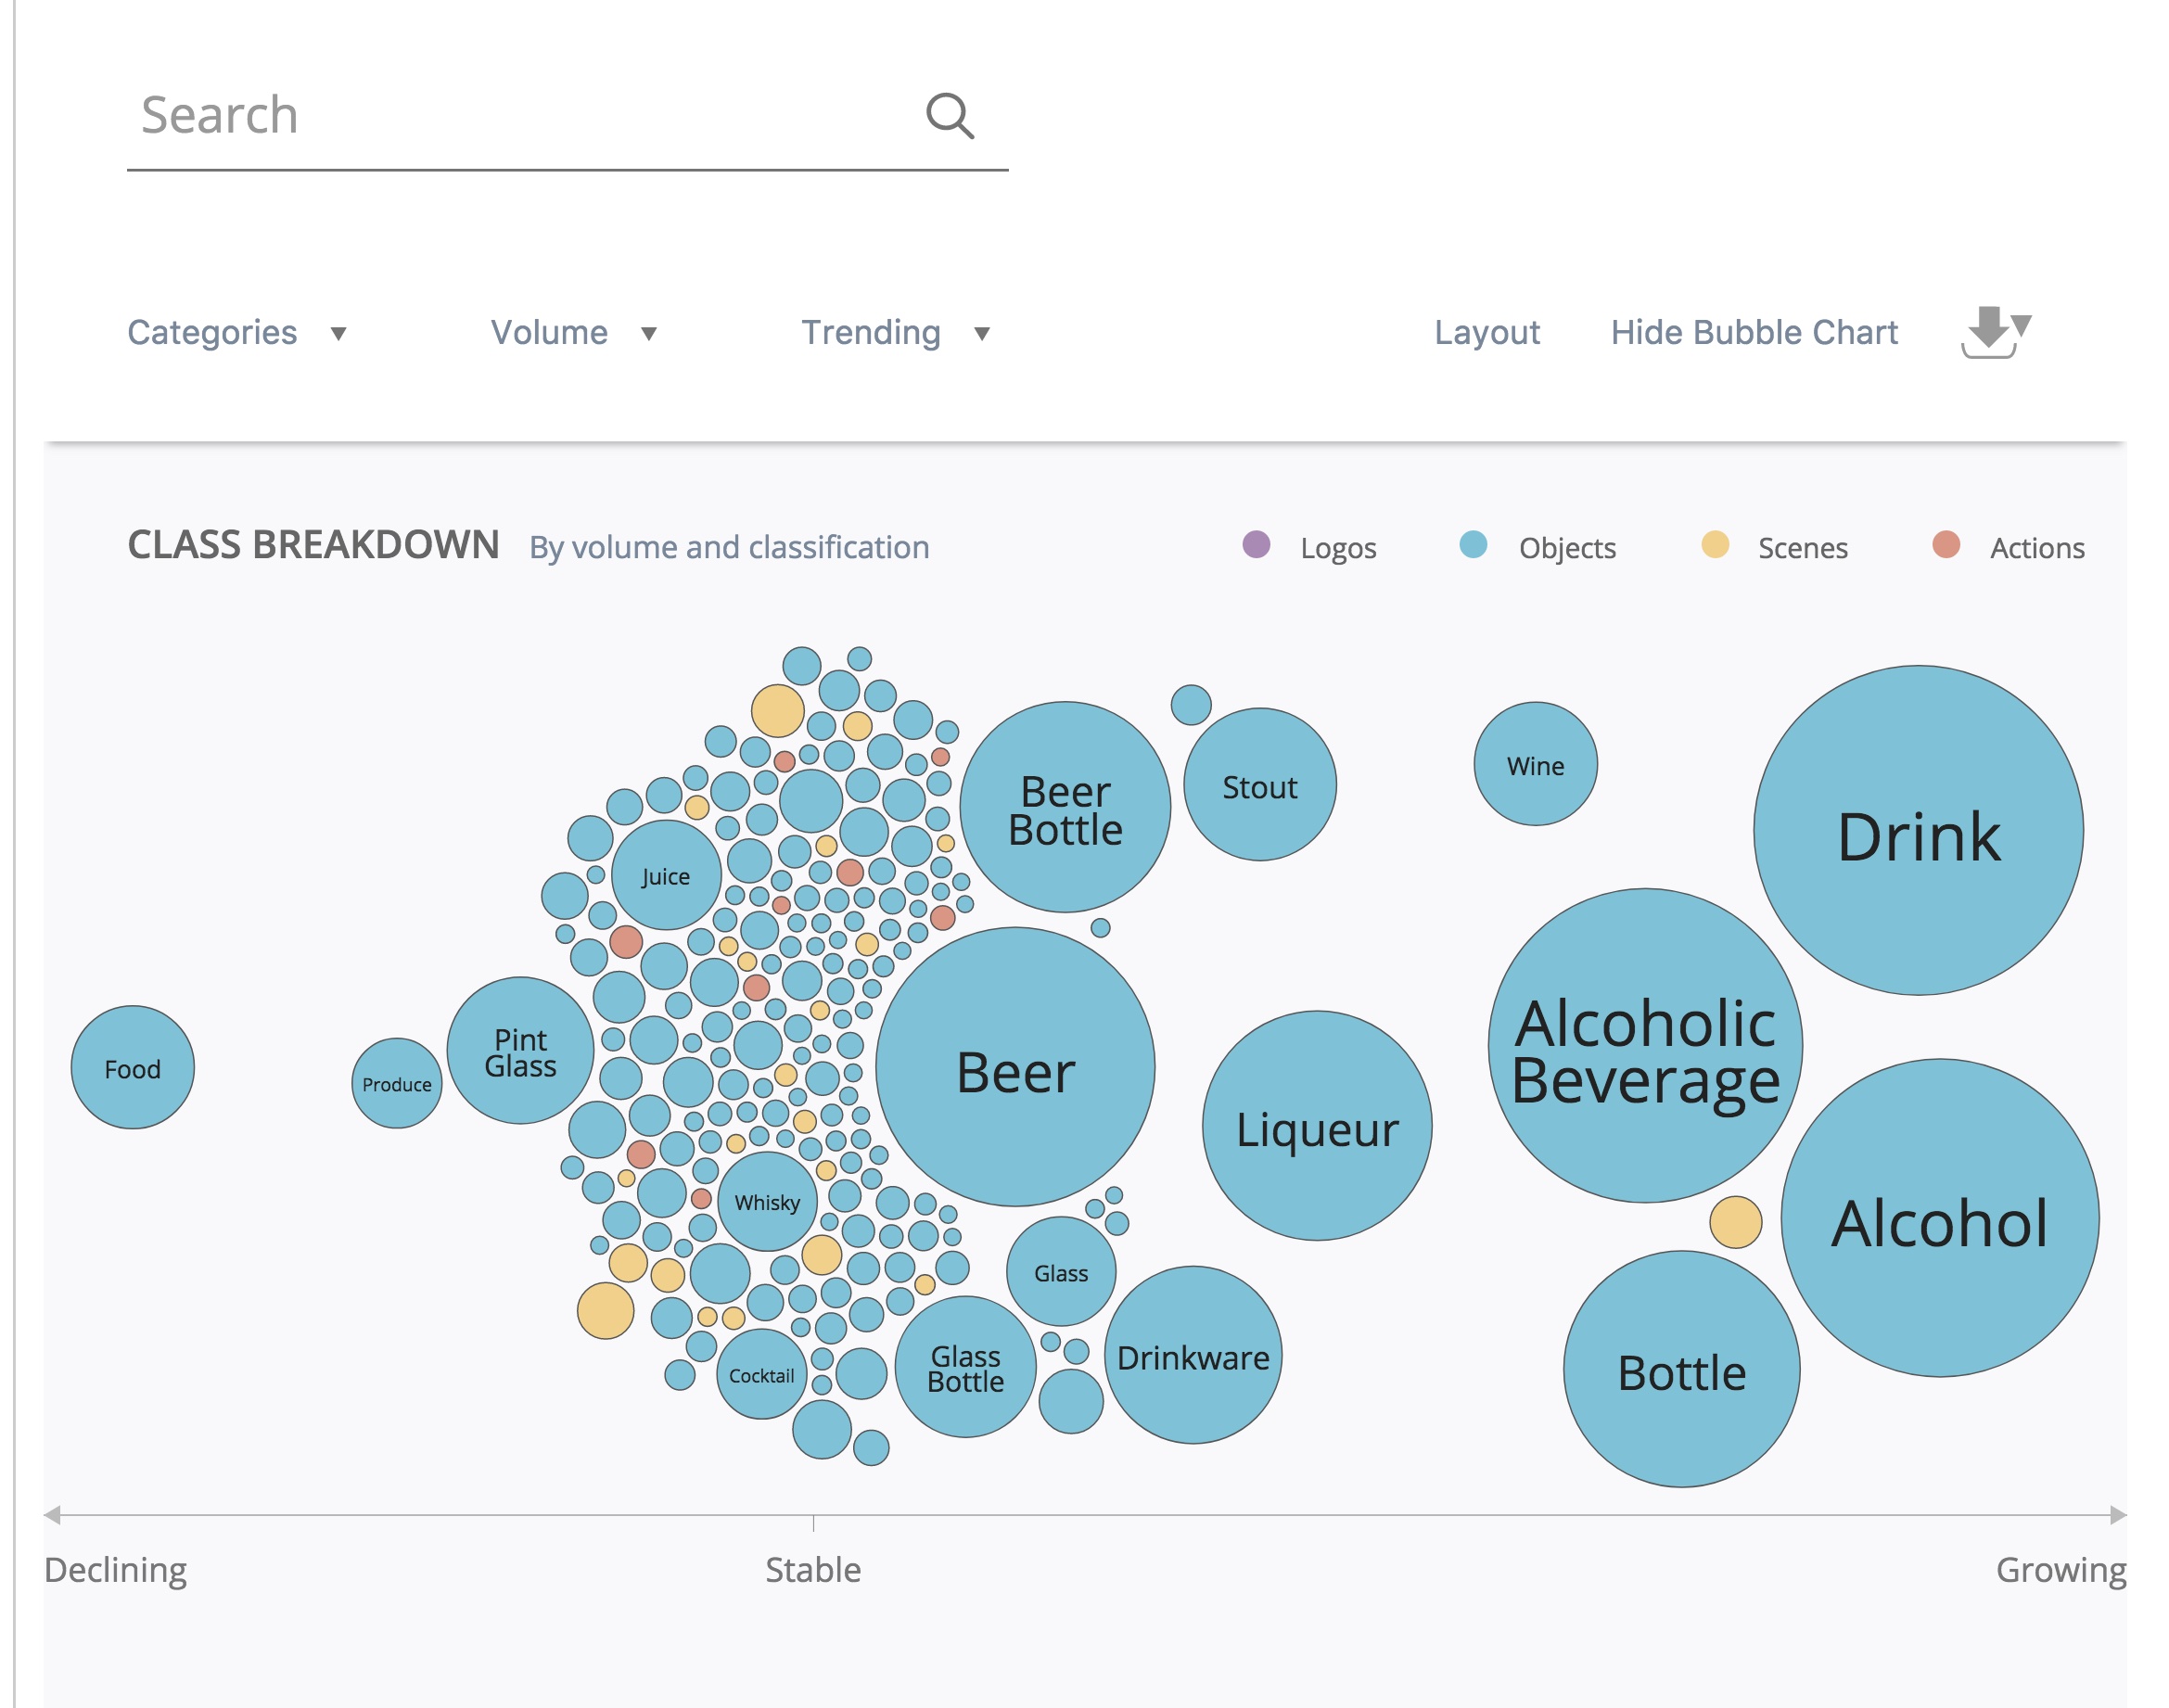 Search
Categories ▼ Volume ▼ Trending ▼ Layout Hide Bubble Chart
CLASS BREAKDOWN By volume and classification Logos Objects Scenes Actions
Beer
Bottle
Stout
Wine
Drink
Juice
Alcoholic
Beverage
Food
Produce
Pint
Glass
Beer
Liqueur
Whisky
Alcohol
Glass
Cocktail
Glass
Bottle
Drinkware
Bottle
Declining Stable Growing